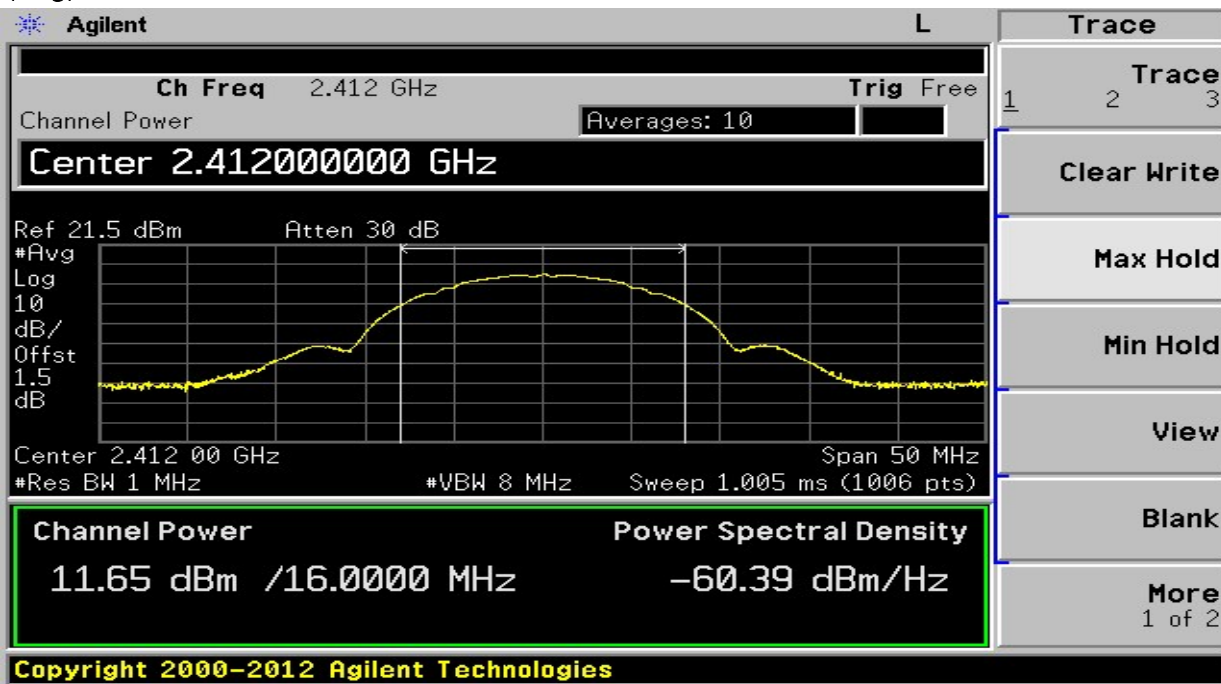 Agilent L Trace
Ch Freq 2.412 GHz Trig Free
Channel Power Averages: 10
Center 2.412000000 GHz
Ref 21.5 dBm Atten 30 dB
#Avg
Log
10
dB/
Offst
1.5
dB
Center 2.412 00 GHz Span 50 MHz
#Res BW 1 MHz #VBW 8 MHz Sweep 1.005 ms (1006 pts)
Channel Power Power Spectral Density
11.65 dBm /16.0000 MHz -60.39 dBm/Hz
Copyright 2000-2012 Agilent Technologies
Trace
1 2 3
Clear Write
Max Hold
Min Hold
View
Blank
More
1 of 2